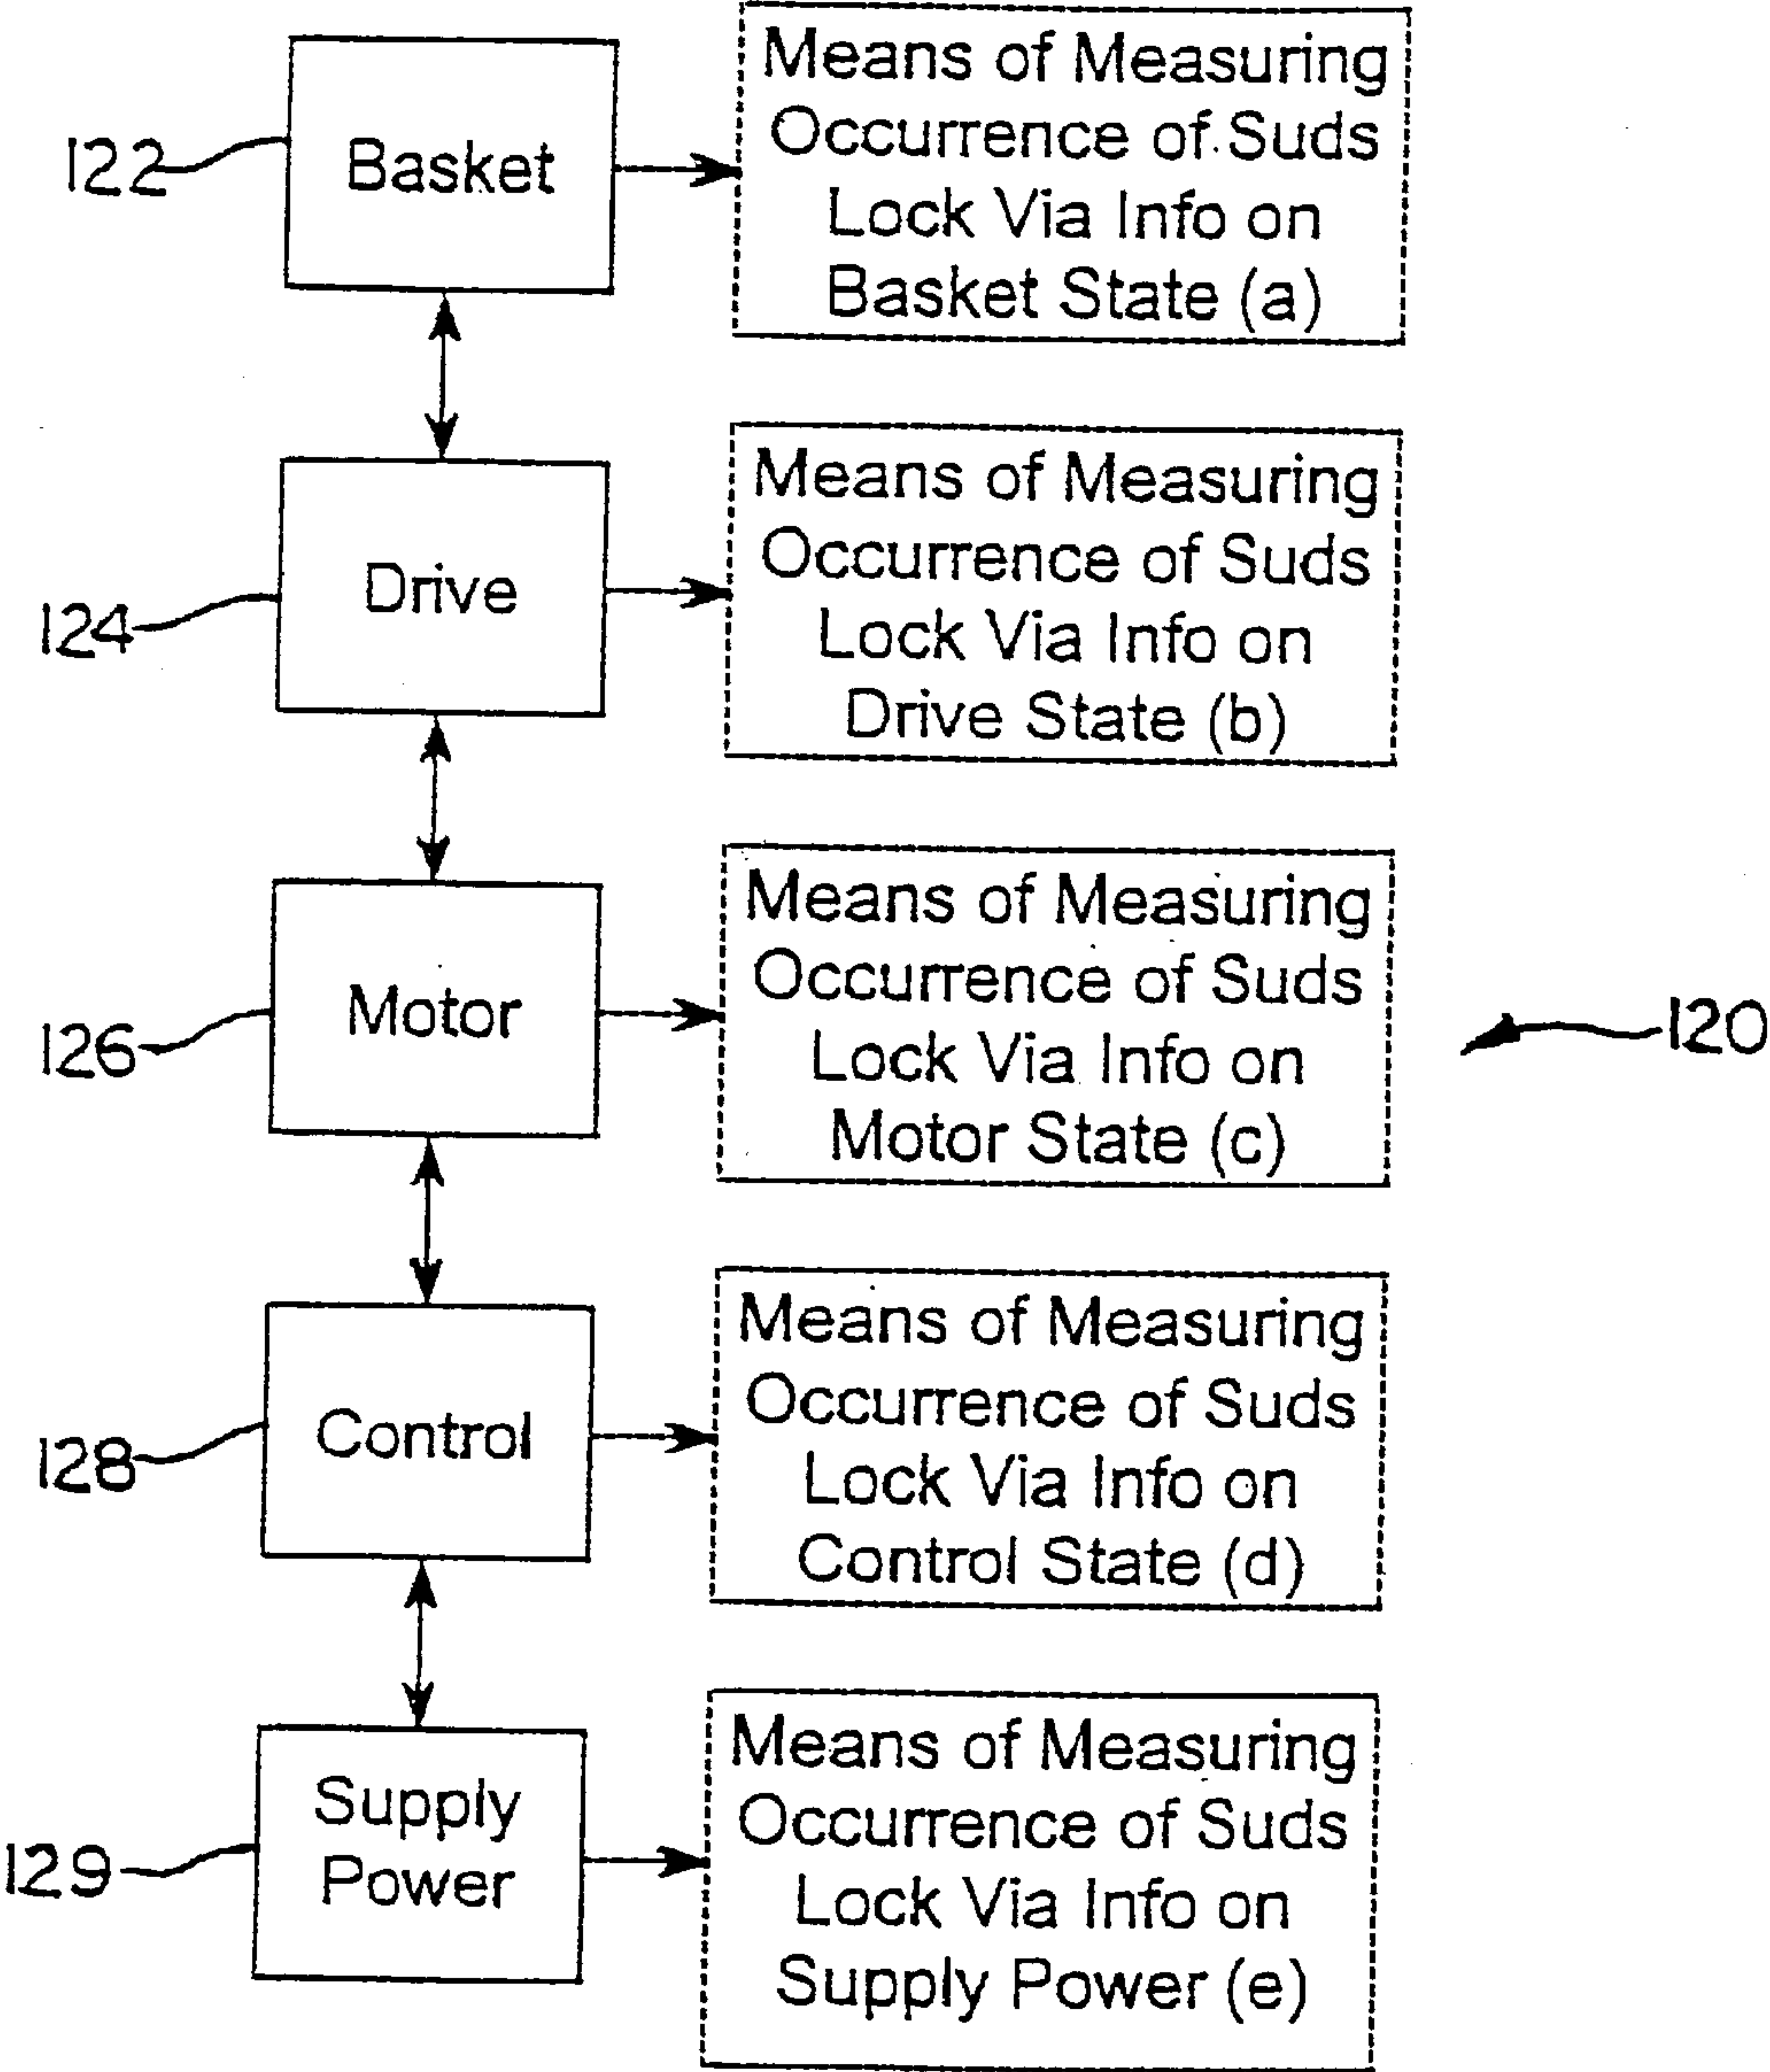 122
Basket
Means of Measuring
Occurrence of Suds
Lock Via Info on
Basket State (a)
124
Drive
Means of Measuring
Occurrence of Suds
Lock Via Info on
Drive State (b)
126
Motor
Means of Measuring
Occurrence of Suds
Lock Via Info on
Motor State (c)
120
128
Control
Means of Measuring
Occurrence of Suds
Lock Via Info on
Control State (d)
129
Supply
Power
Means of Measuring
Occurrence of Suds
Lock Via Info on
Supply Power (e)